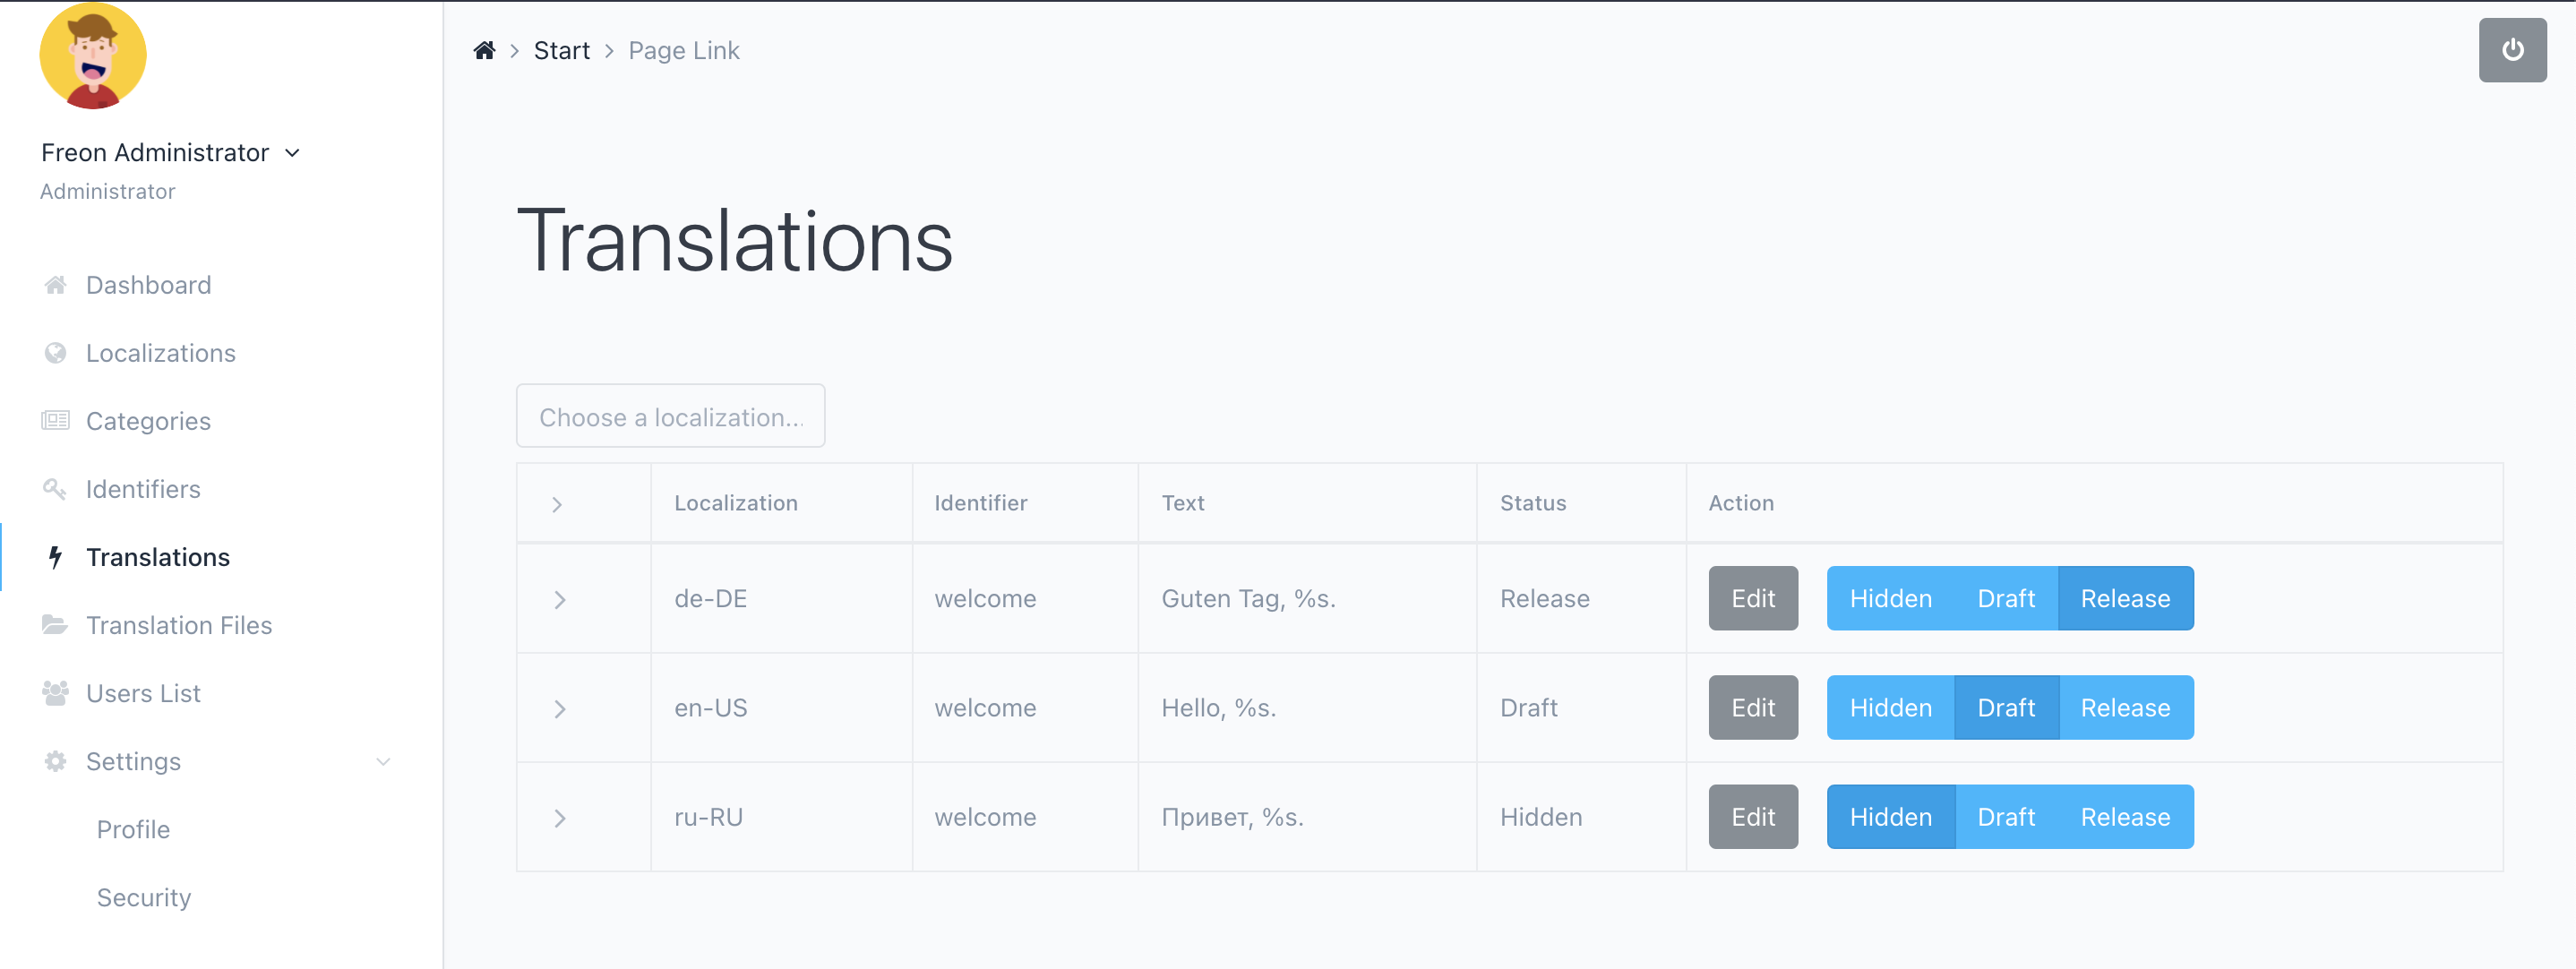 Start
Page Link
Freon Administrator
Administrator
Dashboard
Localizations
Categories
Identifiers
Translations
Translation Files
Users List
Settings
Profile
Security
Translations
Choose a localization...
Localization Identifier Text Status Action
de-DE welcome Guten Tag, %s. Release Edit Hidden Draft Release
en-US welcome Hello, %s. Draft Edit Hidden Draft Release
ru-RU welcome Привет, %s. Hidden Edit Hidden Draft Release